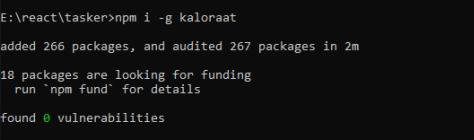 E:\react\tasker>npm i -g kaloraat
added 266 packages, and audited 267 packages in 2m
18 packages are looking for funding
run `npm fund` for details
found 0 vulnerabilities